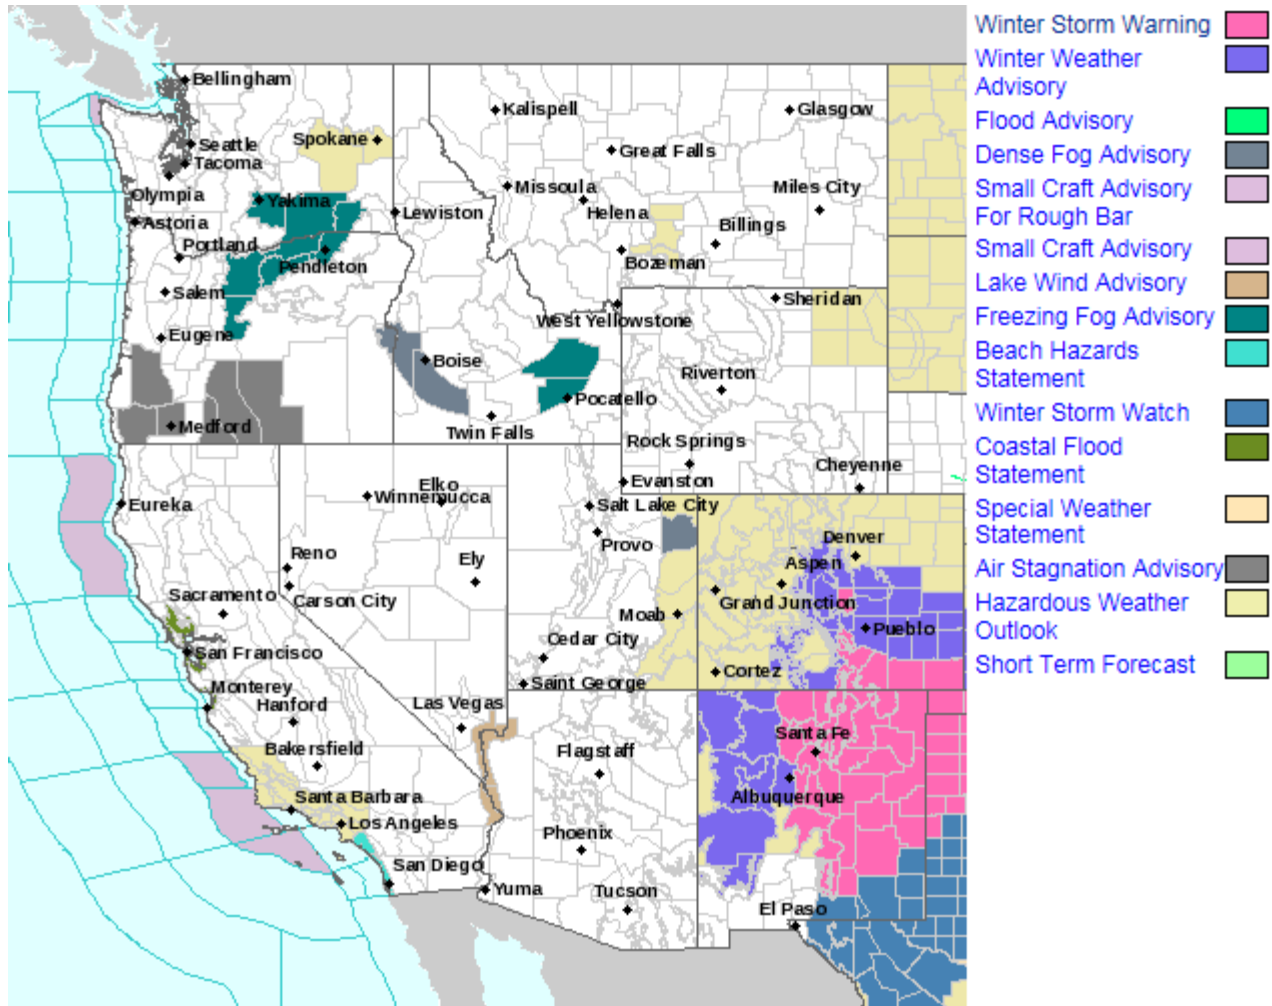 Bellingham
Seattle
Tacoma
Olympia
Astoria
Portland
Salem
Eugene
Medford
Yakima
Spokane
Pendleton
Lewiston
Kalispell
Glasgow
Great Falls
Missoula
Helena
Miles City
Billings
Bozeman
West Yellowstone
Sheridan
Boise
Pocatello
Twin Falls
Riverton
Rock Springs
Evanston
Cheyenne
Eureka
Elko
Winnemucca
Salt Lake City
Provo
Reno
Carson City
Ely
Sacramento
San Francisco
Monterey
Hanford
Bakersfield
Santa Barbara
Los Angeles
San Diego
Las Vegas
Cedar City
Saint George
Moab
Denver
Aspen
Grand Junction
Pueblo
Cortez
Flagstaff
Phoenix
Yuma
Tucson
Santa Fe
Albuquerque
El Paso
Winter Storm Warning
Winter Weather
Advisory
Flood Advisory
Dense Fog Advisory
Small Craft Advisory
For Rough Bar
Small Craft Advisory
Lake Wind Advisory
Freezing Fog Advisory
Beach Hazards
Statement
Winter Storm Watch
Coastal Flood
Statement
Special Weather
Statement
Air Stagnation Advisory
Hazardous Weather
Outlook
Short Term Forecast